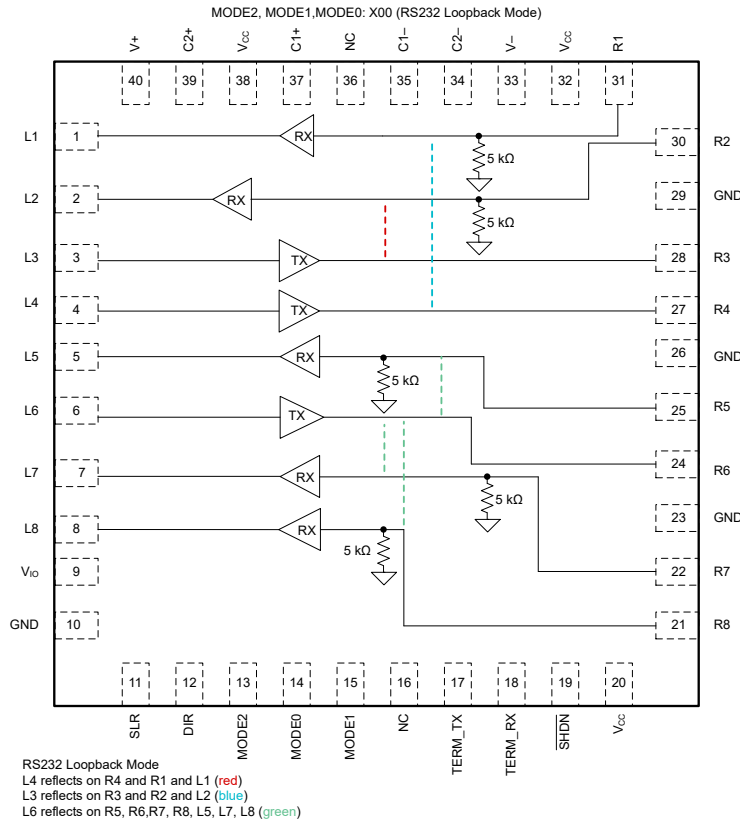 MODE2, MODE1,MODE0: X00 (RS232 Loopback Mode)
V+ C2+ VCC C1+ NC C1– C2– V– VCC R1
40 39 38 37 36 35 34 33 32 31
L1 1 RX 30 R2
5 kΩ
L2 2 RX 29 GND
5 kΩ
L3 3 TX 28 R3
L4 4 TX 27 R4
L5 5 RX 26 GND
5 kΩ
L6 6 TX 25 R5
L7 7 RX 24 R6
5 kΩ
L8 8 RX 23 GND
5 kΩ
VIO 9 22 R7
GND 10 21 R8
11 12 13 14 15 16 17 18 19 20
SLR DIR MODE2 MODE0 MODE1 NC TERM_TX TERM_RX SHDN VCC
RS232 Loopback Mode
L4 reflects on R4 and R1 and L1 (red)
L3 reflects on R3 and R2 and L2 (blue)
L6 reflects on R5, R6,R7, R8, L5, L7, L8 (green)